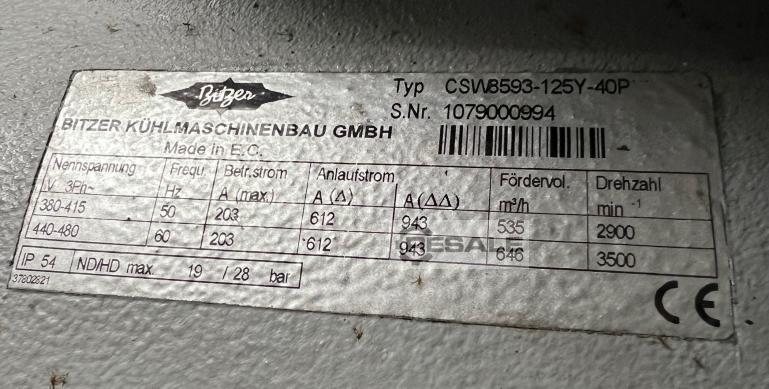 Bitzer
Typ CSW8593-125Y-40P
S.Nr. 1079000994
BITZER KÜHLMASCHINENBAU GMBH
Made in E.C.
Nennspannung Frequ. Betr.strom Anlaufstrom Fördervol. Drehzahl
V 3Ph~ Hz A (max.) A (Δ) A (ΔΔ) m³/h min -1
380-415 50 203 612 943 535 2900
440-480 60 203 612 943 646 3500
IP 54 ND/HD max. 19 / 28 bar
37802621
CE